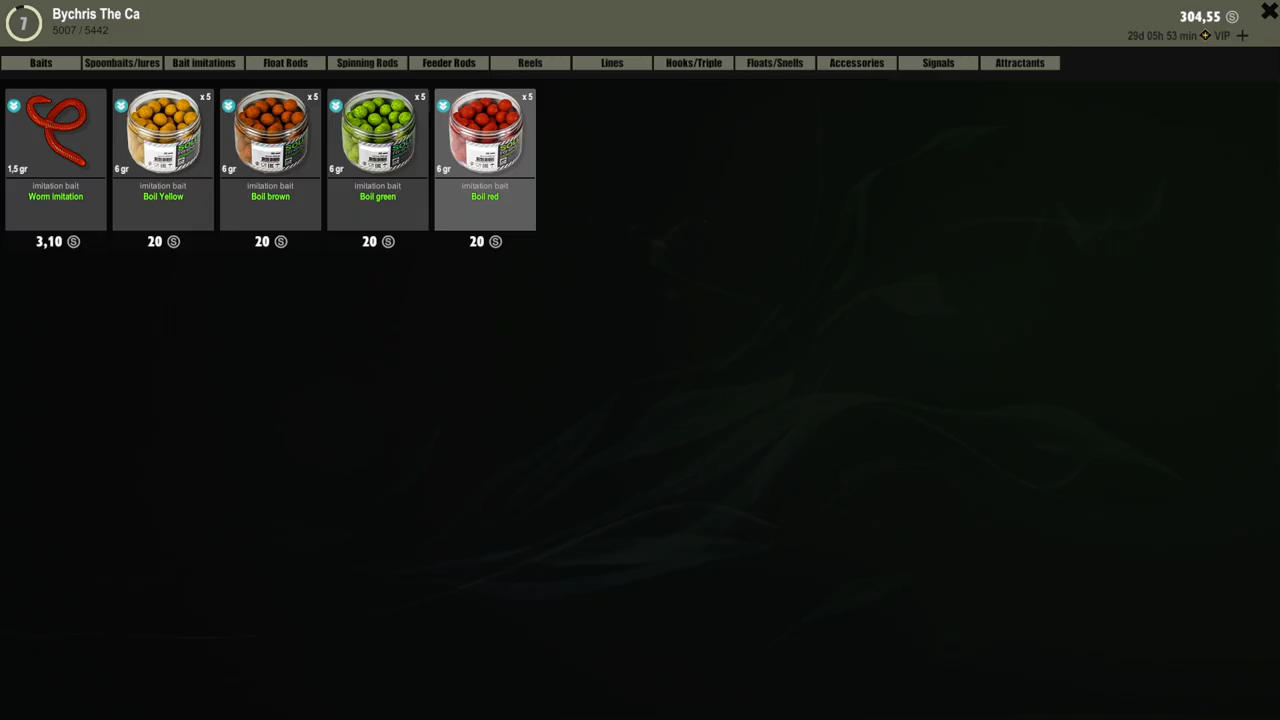 7
Bychris The Ca
5007 / 5442
304,55 S
29d 05h 53 min VIP +
Baits Spoonbaits/lures Bait imitations Float Rods Spinning Rods Feeder Rods Reels Lines Hooks/Triple Floats/Snells Accessories Signals Attractants
x 5 x 5 x 5 x 5
1,5 gr 6 gr 6 gr 6 gr 6 gr
imitation bait imitation bait imitation bait imitation bait imitation bait
Worm imitation Boil Yellow Boil brown Boil green Boil red
3,10 S 20 S 20 S 20 S 20 S